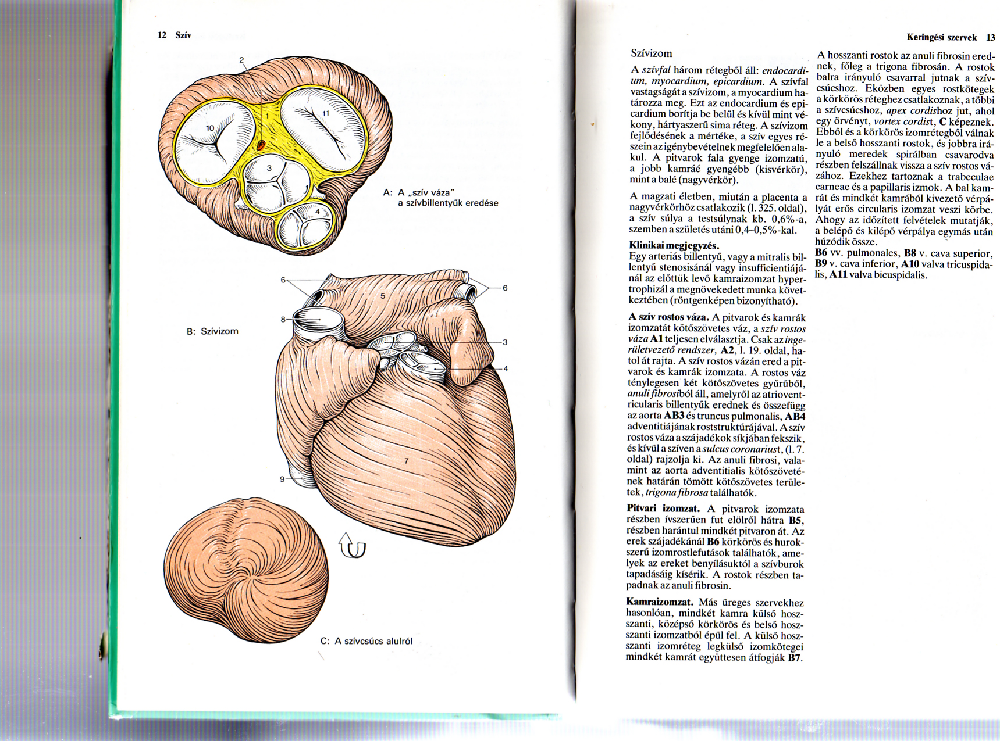 12 Szív
2
1
11
10
3
4
A: A „szív váza”
a szívbillentyűk eredése
6
6
5
8
B: Szívizom
3
4
7
9
C: A szívcsúcs alulról
Keringési szervek 13
Szívizom
A szívfal három rétegből áll: endocardi-
um, myocardium, epicardium. A szívfal
vastagságát a szívizom, a myocardium ha-
tározza meg. Ezt az endocardium és epi-
cardium borítja be belül és kívül mint vé-
kony, hártyaszerű sima réteg. A szívizom
fejlődésének a mértéke, a szív egyes ré-
szein az igénybevételnek megfelelően ala-
kul. A pitvarok fala gyenge izomzatú,
a jobb kamráé gyengébb (kisvérkör),
mint a balé (nagyvérkör).
A magzati életben, miután a placenta a
nagyvérkörhöz csatlakozik (l. 325. oldal),
a szív súlya a testsúlynak kb. 0,6%-a,
szemben a születés utáni 0,4–0,5%-kal.
Klinikai megjegyzés.
Egy arteriás billentyű, vagy a mitralis bil-
lentyű stenosisánál vagy insufficientiájá-
nál az előttük levő kamraizomzat hyper-
trophizál a megnövekedett munka követ-
keztében (röntgenképen bizonyítható).
A szív rostos váza. A pitvarok és kamrák
izomzatát kötőszövetes váz, a szív rostos
váza A1 teljesen elválasztja. Csak az inge-
rületvezető rendszer, A2, l. 19. oldal, ha-
tol át rajta. A szív rostos vázán ered a pit-
varok és kamrák izomzata. A rostos váz
ténylegesen két kötőszövetes gyűrűből,
anuli fibrosiból áll, amelyről az atriovent-
ricularis billentyűk erednek és összefügg
az aorta AB3 és truncus pulmonalis, AB4
adventitiájának roststruktúrájával. A szív
rostos váza a szájadékok síkjában fekszik,
és kívül a szíven a sulcus coronariust, (l. 7.
oldal) rajzolja ki. Az anuli fibrosi, vala-
mint az aorta adventitialis kötőszöveté-
nek határán tömött kötőszövetes terüle-
tek, trigona fibrosa találhatók.
Pitvari izomzat. A pitvarok izomzata
részben ívszerűen fut elölről hátra B5,
részben harántul mindkét pitvaron át. Az
erek szájadékánál B6 körkörös és hurok-
szerű izomrostlefutások találhatók, ame-
lyek az ereket benyílásuktól a szívburok
tapadásáig kísérik. A rostok részben ta-
padnak az anuli fibrosin.
Kamraizomzat. Más üreges szervekhez
hasonlóan, mindkét kamra külső hosz-
szanti, középső körkörös és belső hosz-
szanti izomzatból épül fel. A külső hosz-
szanti izomréteg legkülső izomkötegei
mindkét kamrát együttesen átfogják B7.
A hosszanti rostok az anuli fibrosin ered-
nek, főleg a trigona fibrosán. A rostok
balra irányuló csavarral jutnak a szív-
csúcshoz. Eközben egyes rostkötegek
a körkörös réteghez csatlakoznak, a többi
a szívcsúcshoz, apex cordishoz jut, ahol
egy örvényt, vortex cordist, C képeznek.
Ebből és a körkörös izomrétegből válnak
le a belső hosszanti rostok, és jobbra irá-
nyuló meredek spirálban csavarodva
részben felszállnak vissza a szív rostos vá-
zához. Ezekhez tartoznak a trabeculae
carneae és a papillaris izmok. A bal kam-
rát és mindkét kamrából kivezető vérpá-
lyát erős circularis izomzat veszi körbe.
Ahogy az időzített felvételek mutatják,
a belépő és kilépő vérpálya egymás után
húzódik össze.
B6 vv. pulmonales, B8 v. cava superior,
B9 v. cava inferior, A10 valva tricuspida-
lis, A11 valva bicuspidalis.